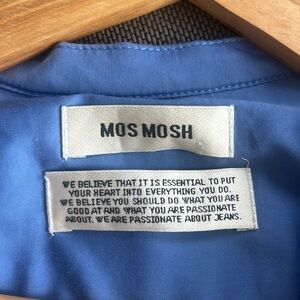 MOS MOSH
WE BELIEVE THAT IT IS ESSENTIAL TO PUT
YOUR HEART INTO EVERYTHING YOU DO.
WE BELIEVE YOU SHOULD DO WHAT YOU ARE
GOOD AT AND WHAT YOU ARE PASSIONATE
ABOUT. WE ARE PASSIONATE ABOUT JEANS.